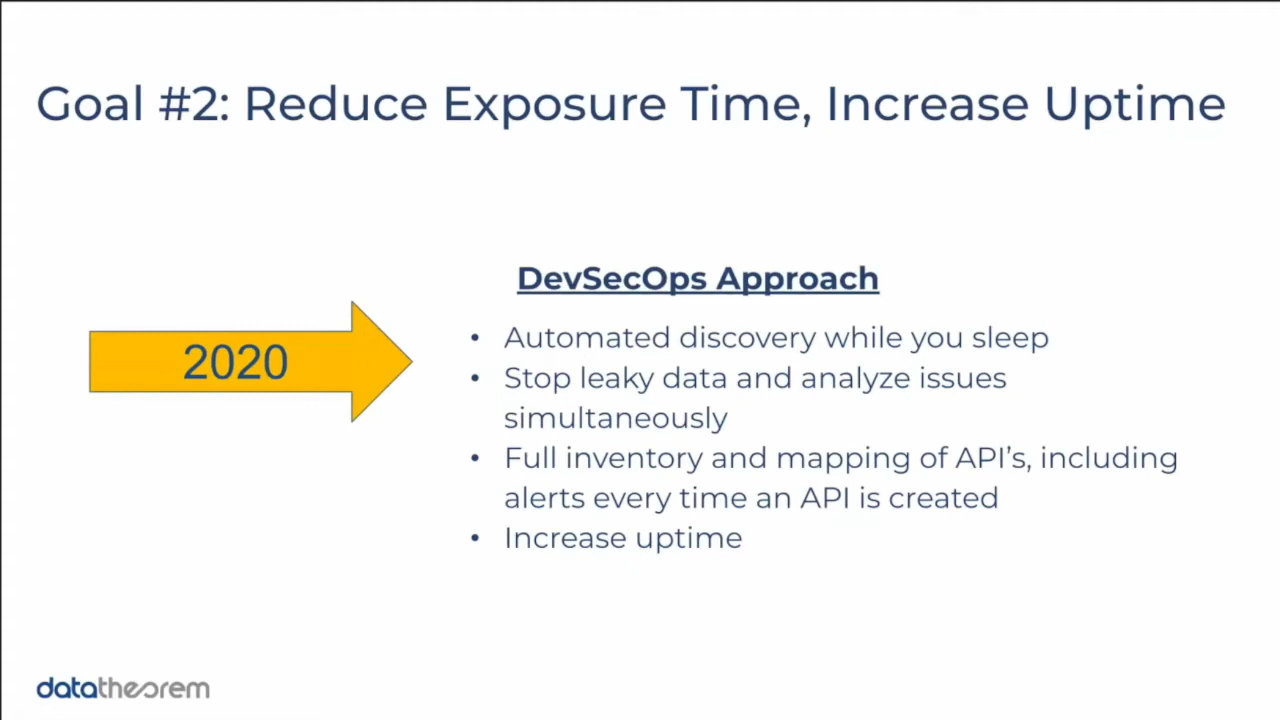 Goal #2: Reduce Exposure Time, Increase Uptime
DevSecOps Approach
2020
• Automated discovery while you sleep
• Stop leaky data and analyze issues
simultaneously
• Full inventory and mapping of API’s, including
alerts every time an API is created
• Increase uptime
datatheorem